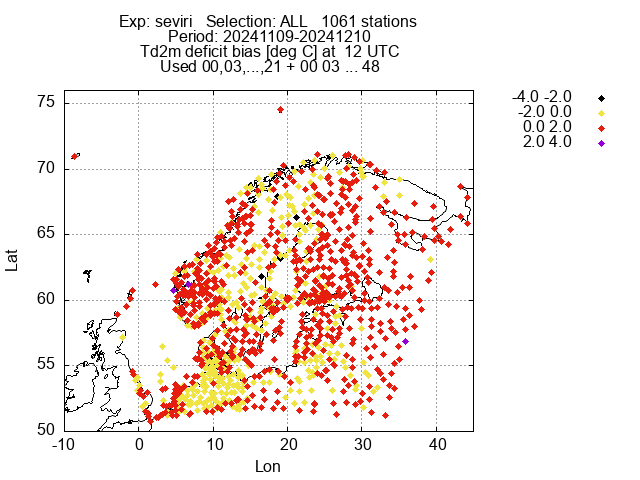 Exp: seviri   Selection: ALL   1061 stations
Period: 20241109-20241210
Td2m deficit bias [deg C] at  12 UTC
Used 00,03,...,21 + 00 03 ... 48
-4.0 -2.0
-2.0 0.0
0.0 2.0
2.0 4.0
75
70
65
60
55
50
Lat
-10 0 10 20 30 40
Lon